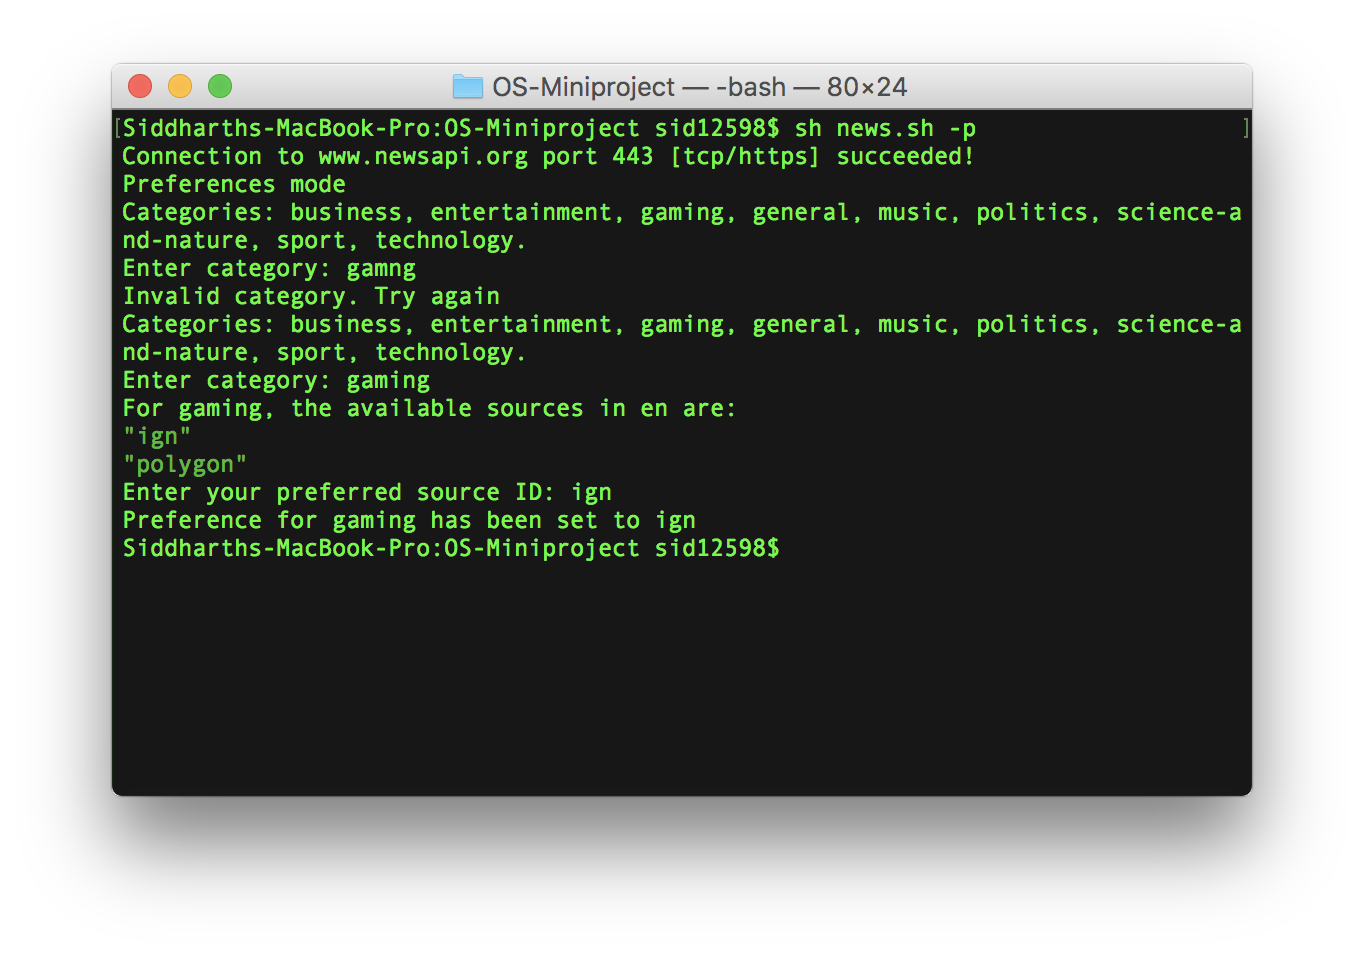 OS-Miniproject — -bash — 80×24
[Siddharths-MacBook-Pro:OS-Miniproject sid12598$ sh news.sh -p ]
Connection to www.newsapi.org port 443 [tcp/https] succeeded!
Preferences mode
Categories: business, entertainment, gaming, general, music, politics, science-a
nd-nature, sport, technology.
Enter category: gamng
Invalid category. Try again
Categories: business, entertainment, gaming, general, music, politics, science-a
nd-nature, sport, technology.
Enter category: gaming
For gaming, the available sources in en are:
"ign"
"polygon"
Enter your preferred source ID: ign
Preference for gaming has been set to ign
Siddharths-MacBook-Pro:OS-Miniproject sid12598$